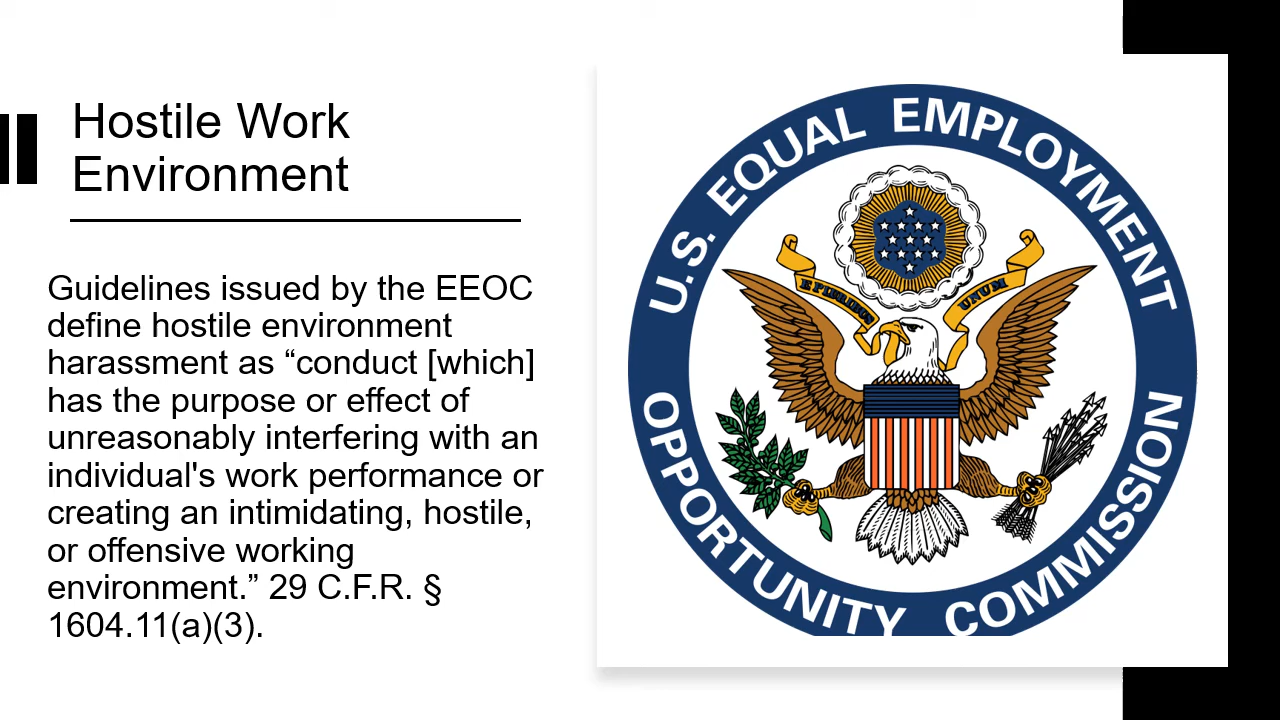 Hostile Work
Environment
Guidelines issued by the EEOC
define hostile environment
harassment as “conduct [which]
has the purpose or effect of
unreasonably interfering with an
individual's work performance or
creating an intimidating, hostile,
or offensive working
environment.” 29 C.F.R. §
1604.11(a)(3).
U.S. EQUAL EMPLOYMENT
OPPORTUNITY COMMISSION
E PLURIBUS UNUM